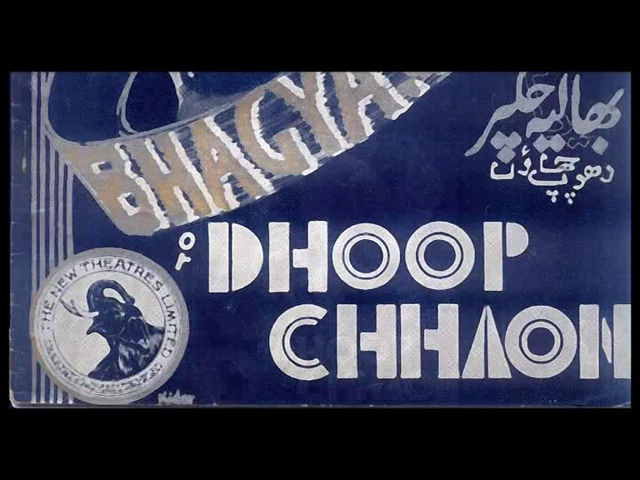 BHAGYA
بھاگیہ چکر
دھوپ چھاؤں
or
DHOOP
CHHAON
THE NEW THEATRES LIMITED